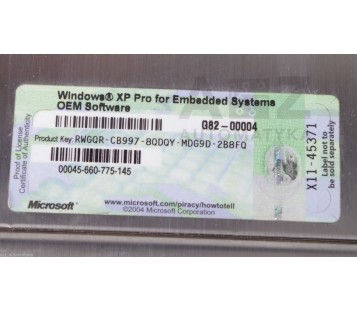 Windows® XP Pro for Embedded Systems
OEM Software
G82-00004
Proof of License
Certificate of Authenticity
Product Key: RWGQR-CB997-8QDQY-MDG9D-2B8FQ
00045-660-775-145
Microsoft®
www.microsoft.com/piracy/howtotell
©2004 Microsoft Corporation
X11-45371
Label not to
be sold separately
AUTOMATYKA